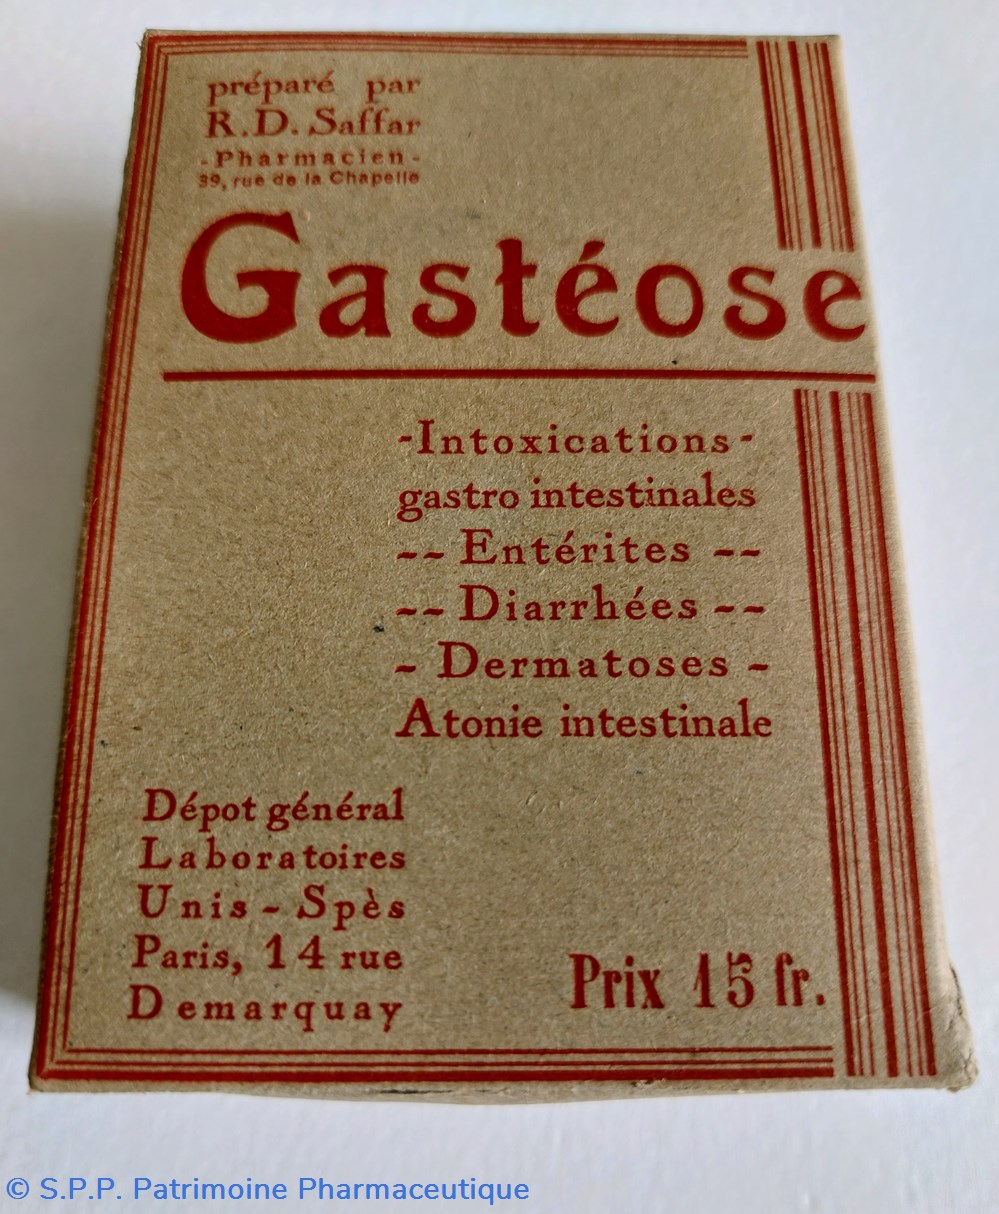 préparé par
R.D. Saffar
-Pharmacien-
39, rue de la Chapelle
Gastéose
-Intoxications-
gastro intestinales
-- Entérites --
-- Diarrhées --
- Dermatoses -
Atonie intestinale
Dépot général
Laboratoires
Unis - Spès
Paris, 14 rue
Demarquay
Prix 15 fr.
© S.P.P. Patrimoine Pharmaceutique